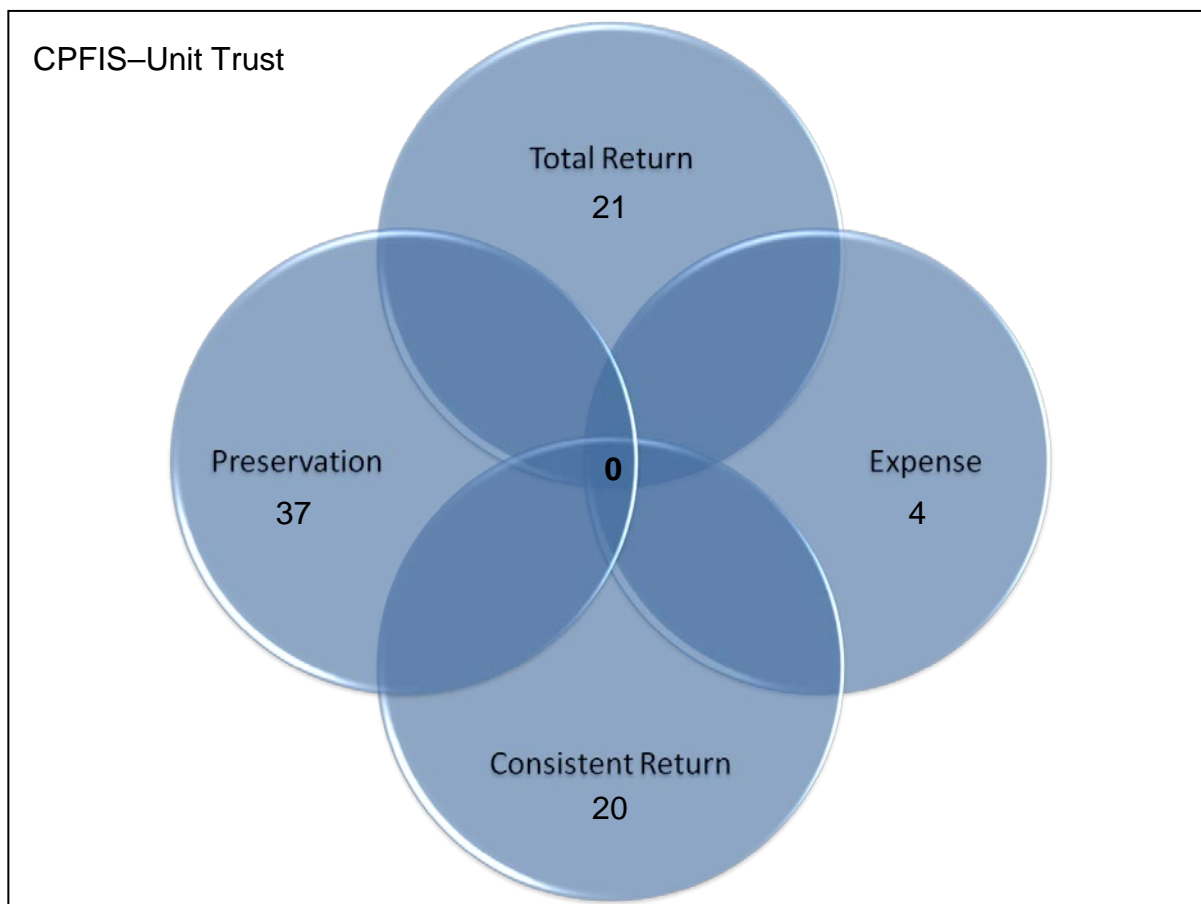 CPFIS–Unit Trust
Total Return
21
Preservation
37
0
Expense
4
Consistent Return
20